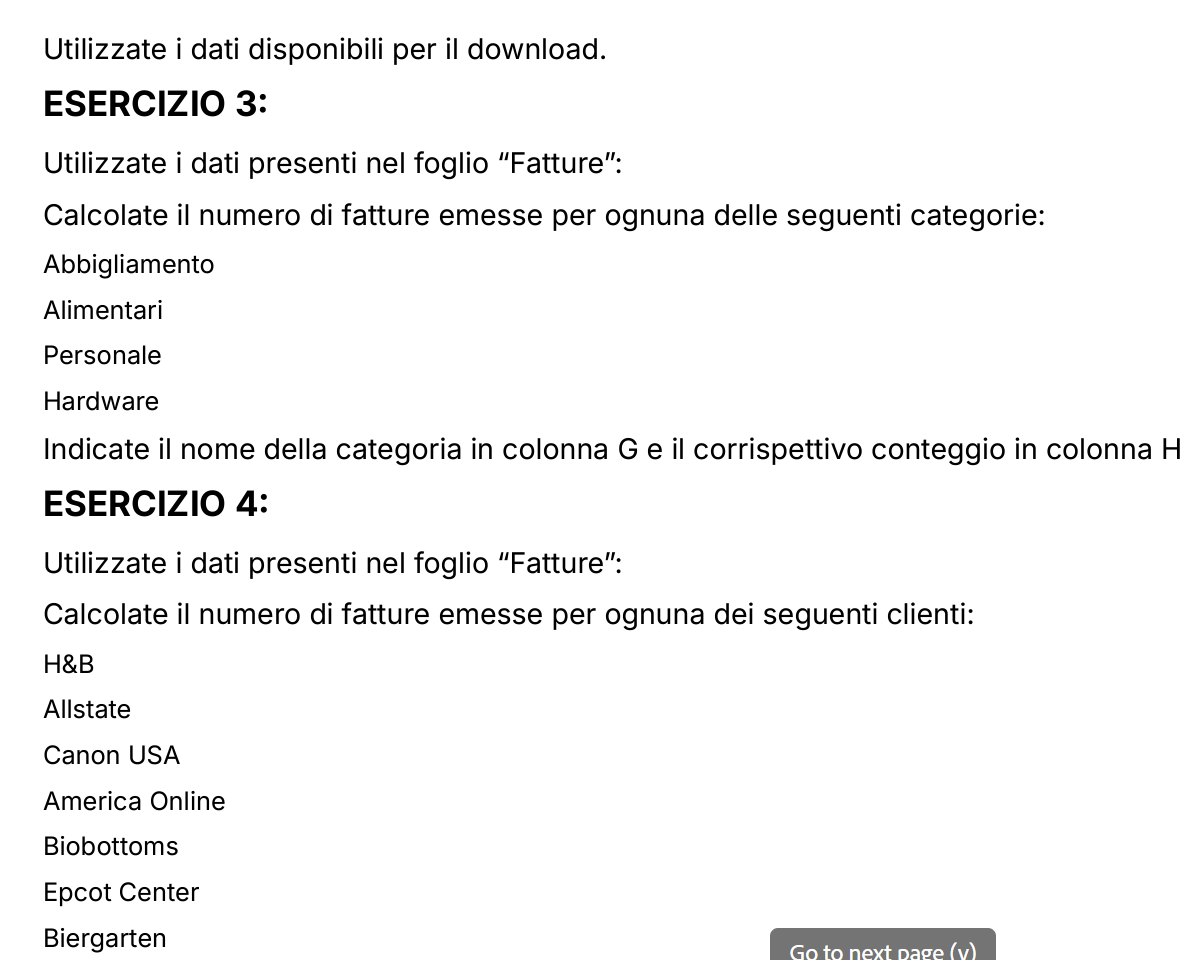 Utilizzate i dati disponibili per il download.
ESERCIZIO 3:
Utilizzate i dati presenti nel foglio “Fatture”:
Calcolate il numero di fatture emesse per ognuna delle seguenti categorie:
Abbigliamento
Alimentari
Personale
Hardware
Indicate il nome della categoria in colonna G e il corrispettivo conteggio in colonna H
ESERCIZIO 4:
Utilizzate i dati presenti nel foglio “Fatture”:
Calcolate il numero di fatture emesse per ognuna dei seguenti clienti:
H&B
Allstate
Canon USA
America Online
Biobottoms
Epcot Center
Biergarten
Go to next page (v)